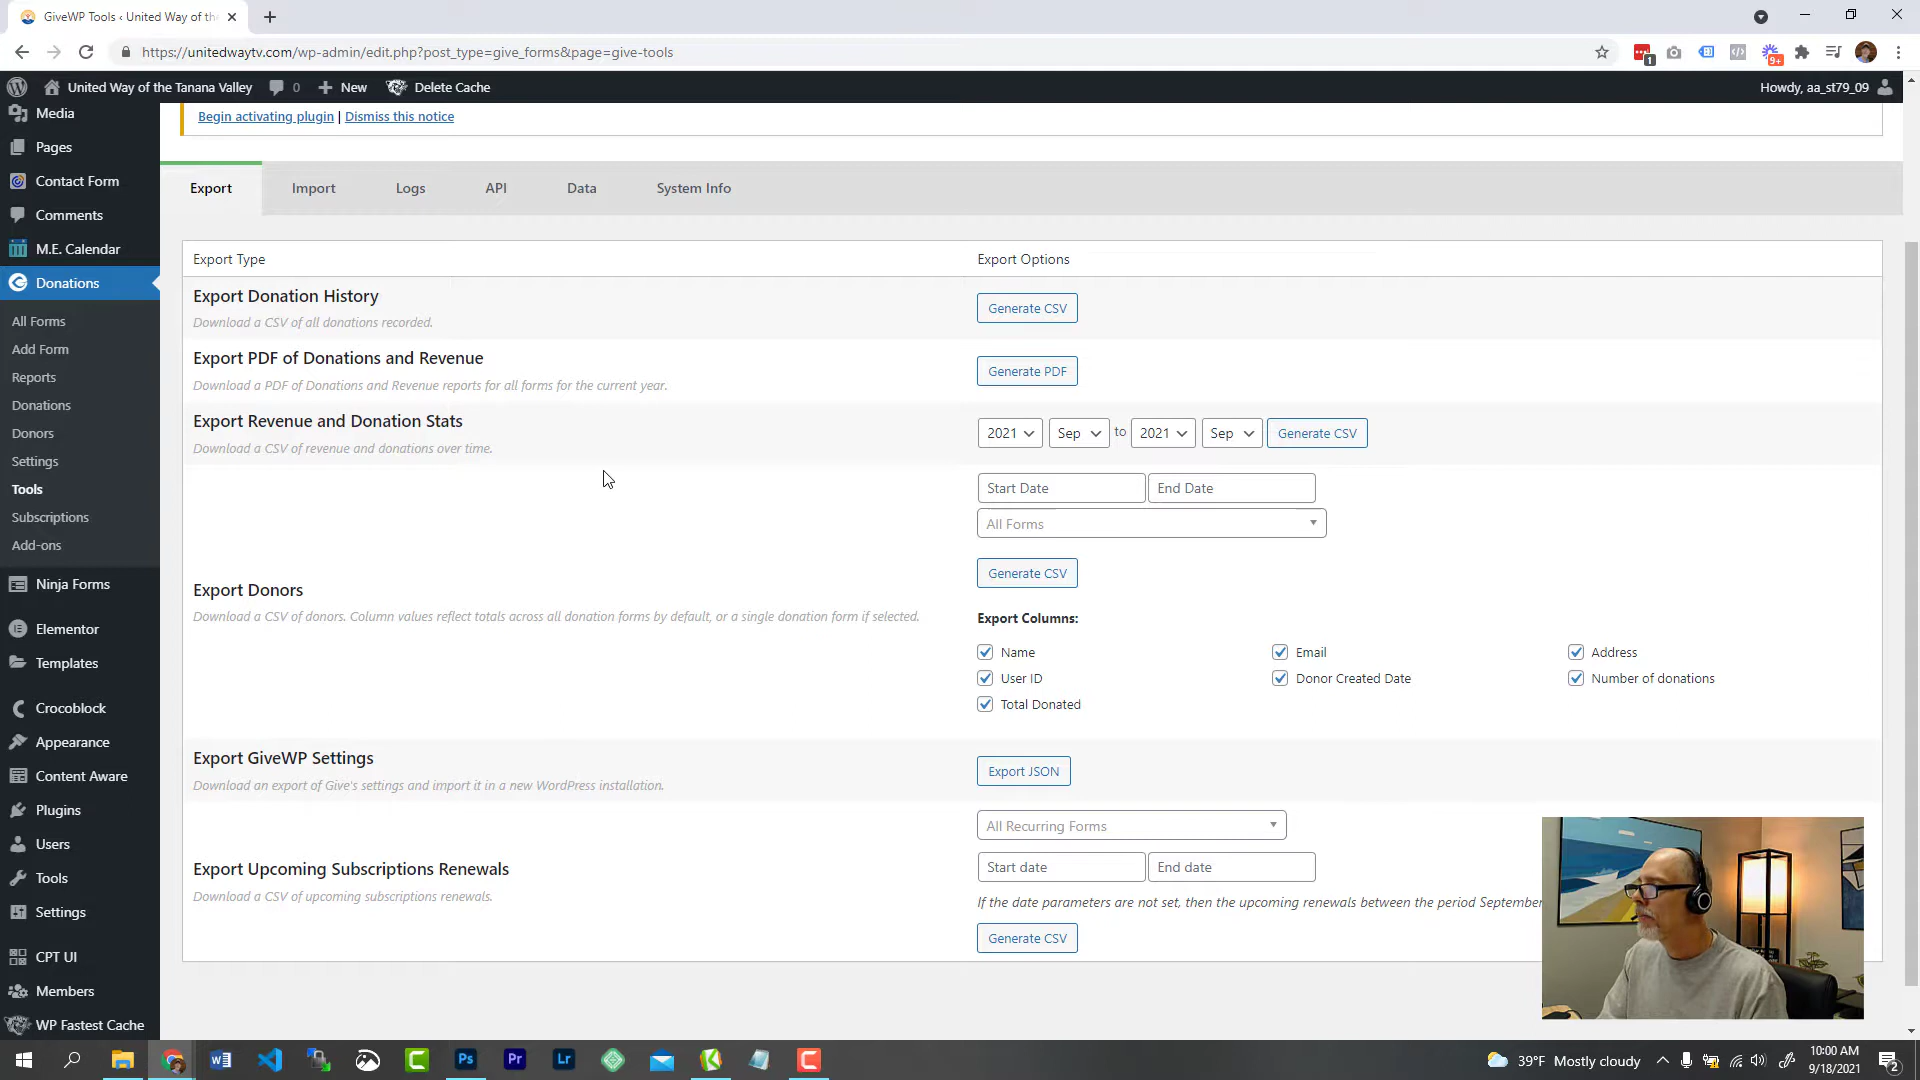 GiveWP Tools ‹ United Way of the
https://unitedwaytv.com/wp-admin/edit.php?post_type=give_forms&page=give-tools
1
9+
United Way of the Tanana Valley
0
New
Delete Cache
Howdy, aa_st79_09
Media
Pages
Contact Form
Comments
M.E. Calendar
Donations
All Forms
Add Form
Reports
Donations
Donors
Settings
Tools
Subscriptions
Add-ons
Ninja Forms
Elementor
Templates
Crocoblock
Appearance
Content Aware
Plugins
Users
Tools
Settings
CPT UI
Members
WP Fastest Cache
Begin activating plugin | Dismiss this notice
Export Import Logs API Data System Info
Export Type Export Options
Export Donation History
Download a CSV of all donations recorded.
Generate CSV
Export PDF of Donations and Revenue
Download a PDF of Donations and Revenue reports for all forms for the current year.
Generate PDF
Export Revenue and Donation Stats
Download a CSV of revenue and donations over time.
2021 Sep to 2021 Sep Generate CSV
Export Donors
Download a CSV of donors. Column values reflect totals across all donation forms by default, or a single donation form if selected.
Start Date End Date
All Forms
Generate CSV
Export Columns:
Name Email Address
User ID Donor Created Date Number of donations
Total Donated
Export GiveWP Settings
Download an export of Give's settings and import it in a new WordPress installation.
Export JSON
Export Upcoming Subscriptions Renewals
Download a CSV of upcoming subscriptions renewals.
All Recurring Forms
Start date End date
If the date parameters are not set, then the upcoming renewals between the period September
Generate CSV
Ps Pr Lr
39°F Mostly cloudy
10:00 AM
9/18/2021
2